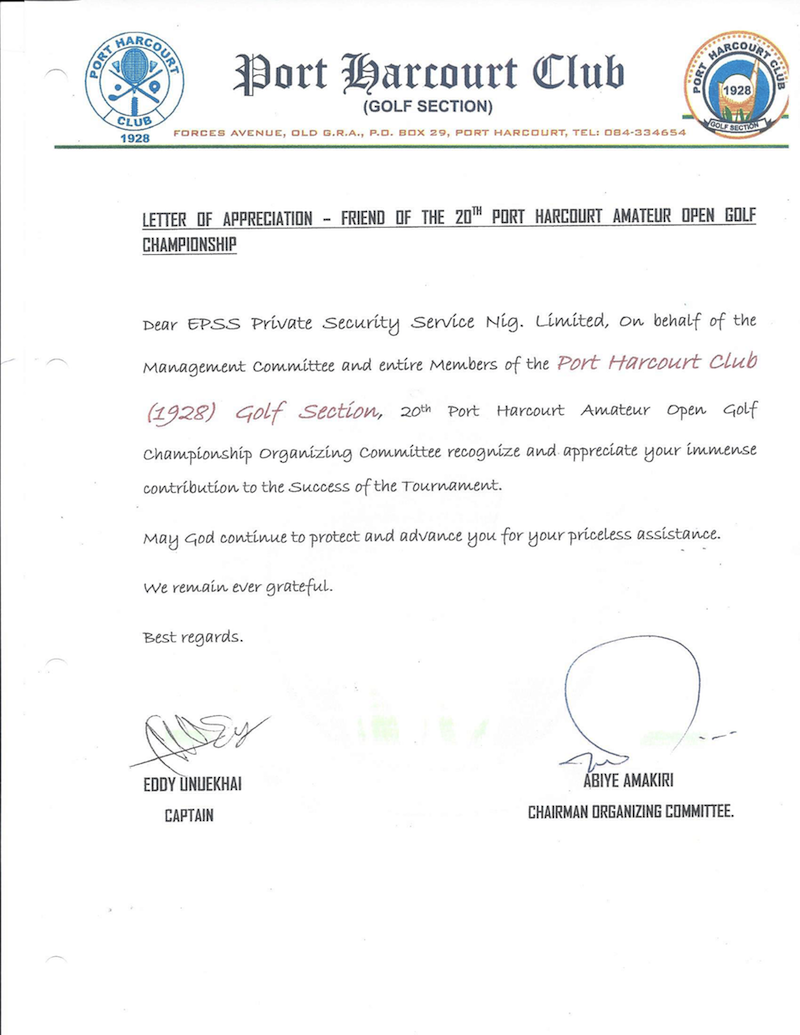 PORT HARCOURT
CLUB
1928
Port Harcourt Club
(GOLF SECTION)
FORCES AVENUE, OLD G.R.A., P.O. BOX 29, PORT HARCOURT, TEL: 084-334654
PORT HARCOURT CLUB
1928
GOLF SECTION
LETTER OF APPRECIATION – FRIEND OF THE 20TH PORT HARCOURT AMATEUR OPEN GOLF
CHAMPIONSHIP
Dear EPSS Private Security Service Nig. Limited, On behalf of the
Management Committee and entire Members of the Port Harcourt Club
(1928) Golf Section, 20th Port Harcourt Amateur Open Golf
Championship Organizing Committee recognize and appreciate your immense
contribution to the Success of the Tournament.
May God continue to protect and advance you for your priceless assistance.
We remain ever grateful.
Best regards.
EDDY UNUEKHAI
CAPTAIN
ABIYE AMAKIRI
CHAIRMAN ORGANIZING COMMITTEE.